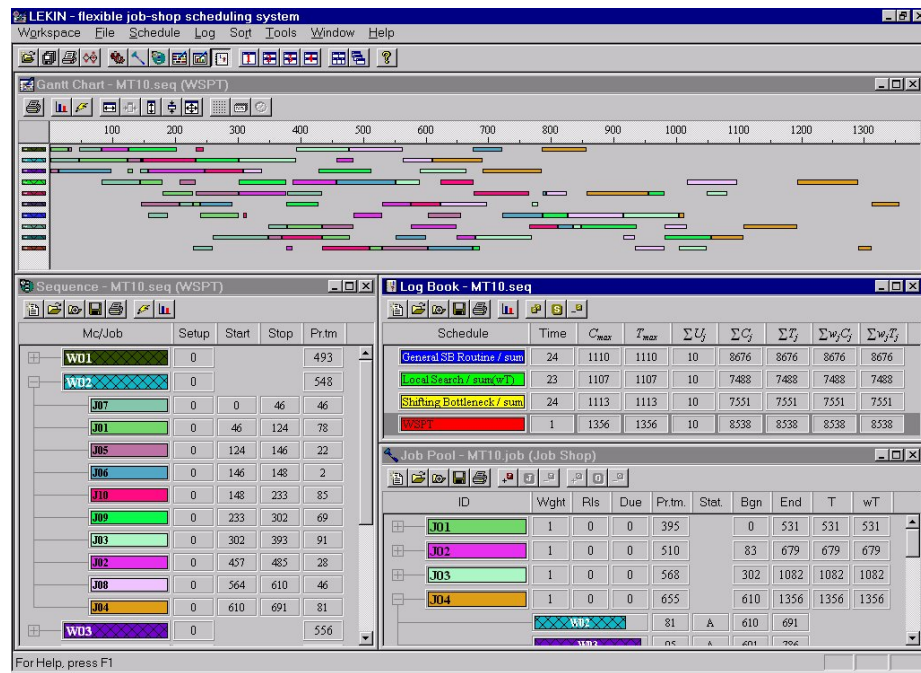 LEKIN - flexible job-shop scheduling system
Workspace File Schedule Log Sort Tools Window Help
Gantt Chart - MT10.seq (WSPT)
100 200 300 400 500 600 700 800 900 1000 1100 1200 1300
Sequence - MT10.seq (WSPT)
Mc/Job Setup Start Stop Pr.tm
W01 0 493
W02 0 548
J07 0 0 46 46
J01 0 46 124 78
J05 0 124 146 22
J06 0 146 148 2
J10 0 148 233 85
J09 0 233 302 69
J03 0 302 393 91
J02 0 457 485 28
J08 0 564 610 46
J04 0 610 691 81
W03 0 556
Log Book - MT10.seq
Schedule Time Cmax Tmax ΣUj ΣCj ΣTj ΣwjCj ΣwjTj
General SB Routine / sum 24 1110 1110 10 8676 8676 8676 8676
Local Search / sum(wT) 23 1107 1107 10 7488 7488 7488 7488
Shifting Bottleneck / sum 24 1113 1113 10 7551 7551 7551 7551
WSPT 1 1356 1356 10 8538 8538 8538 8538
Job Pool - MT10.job (Job Shop)
ID Wght Rls Due Pr.tm. Stat. Bgn End T wT
J01 1 0 0 395 0 531 531 531
J02 1 0 0 510 83 679 679 679
J03 1 0 0 568 302 1082 1082 1082
J04 1 0 0 655 610 1356 1356 1356
W02 81 A 610 691
W03 A 691 786
For Help, press F1